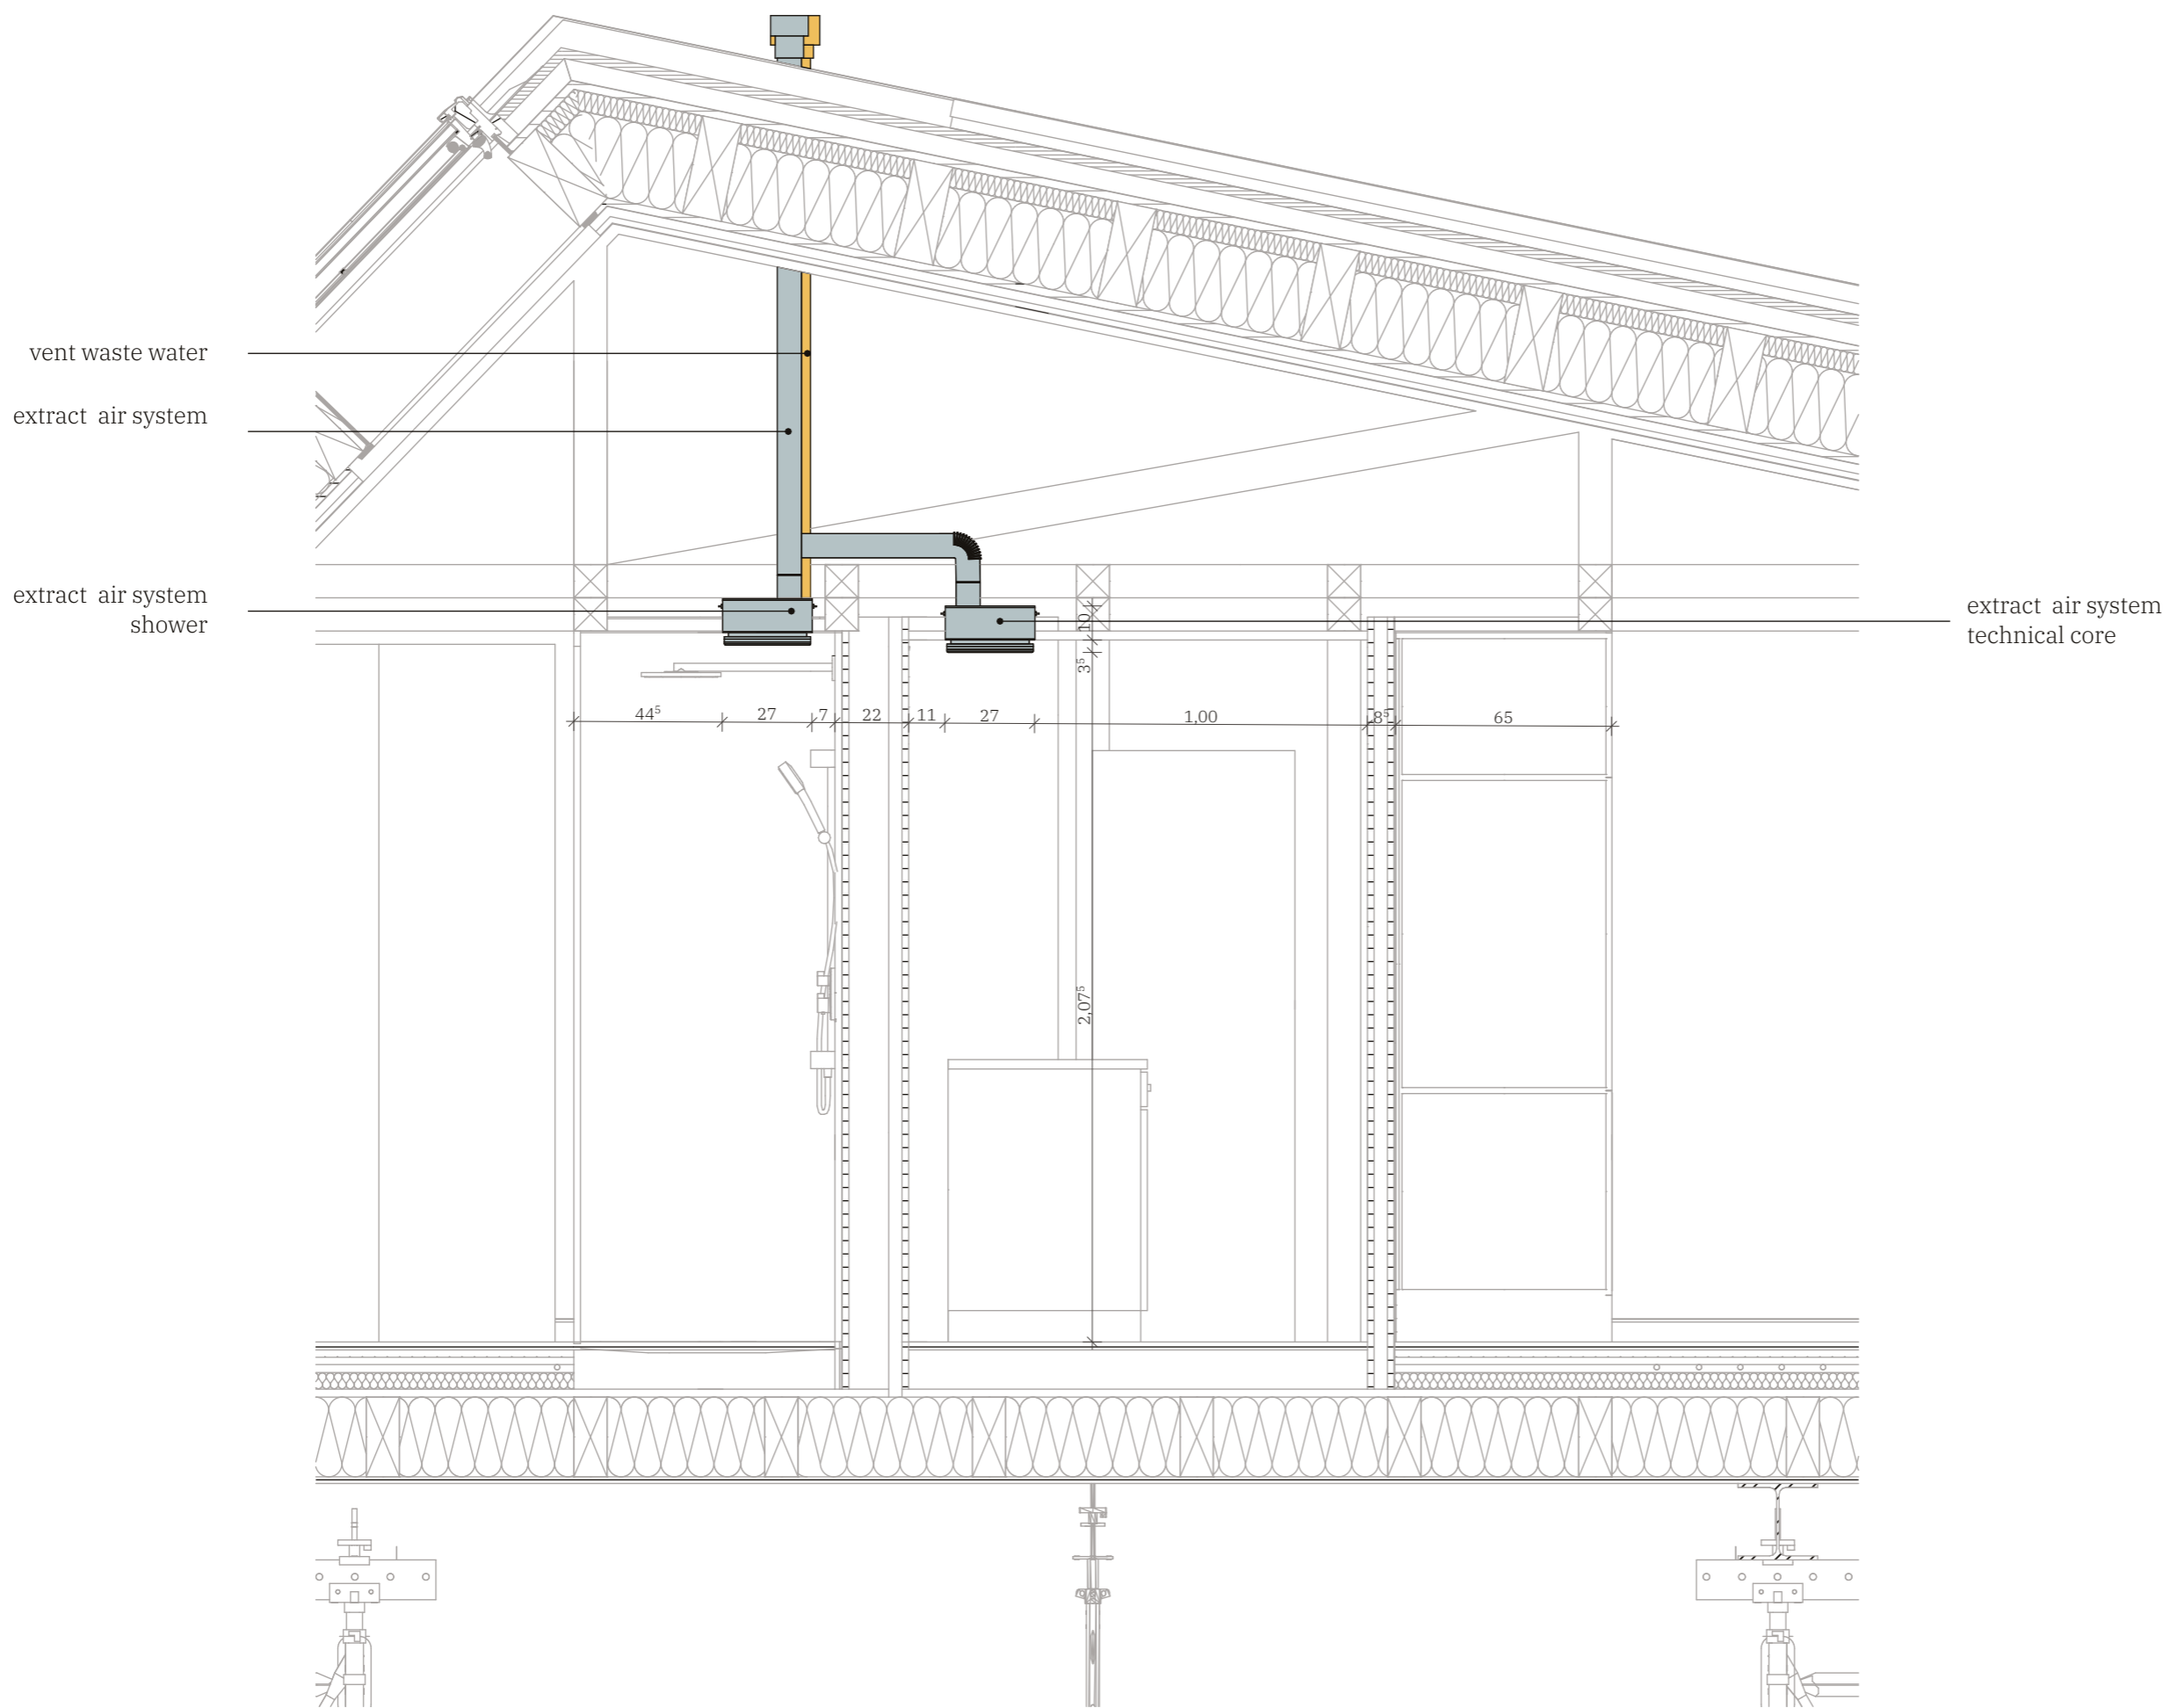 vent waste water
extract air system
extract air system
shower
extract air system
technical core
10
3⁵
44⁵ 27 7 22 11 27 1,00 8⁵ 65
2,07⁵